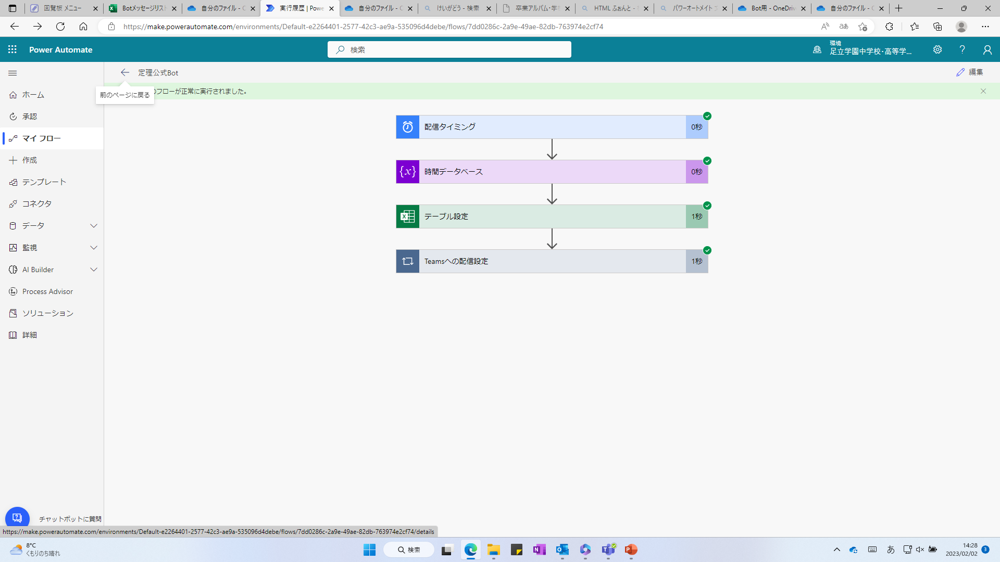 回覧板 メニュー
Botメッセージリスト
自分のファイル - O
実行履歴 | Powe
自分のファイル - O
けいがどう - 検索
卒業アルバム・学
HTML ふぉんと -
パワーオートメイト
Bot用 - OneDriv
自分のファイル - O
https://make.powerautomate.com/environments/Default-e2264401-2577-42c3-ae9a-535096d4debe/flows/7dd0286c-2a9e-49ae-82db-763974e2cf74
Power Automate
検索
環境
足立学園中学校・高等学...
定理公式Bot
編集
前のページに戻る
のフローが正常に実行されました。
ホーム
承認
マイ フロー
作成
テンプレート
コネクタ
データ
監視
AI Builder
Process Advisor
ソリューション
詳細
配信タイミング
0秒
時間データベース
0秒
テーブル設定
1秒
Teamsへの配信設定
1秒
チャットボットに質問
https://make.powerautomate.com/environments/Default-e2264401-2577-42c3-ae9a-535096d4debe/flows/7dd0286c-2a9e-49ae-82db-763974e2cf74/details
8°C
くもりのち晴れ
検索
あ
14:28
2023/02/02
3